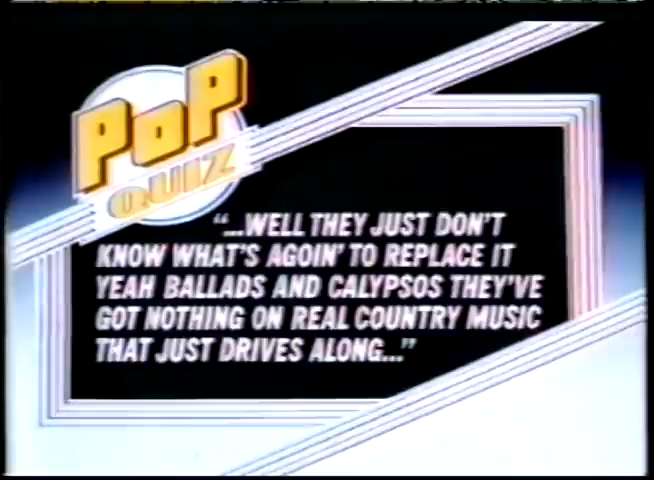 POP
QUIZ
"...WELL THEY JUST DON'T
KNOW WHAT'S AGOIN' TO REPLACE IT
YEAH BALLADS AND CALYPSOS THEY'VE
GOT NOTHING ON REAL COUNTRY MUSIC
THAT JUST DRIVES ALONG..."